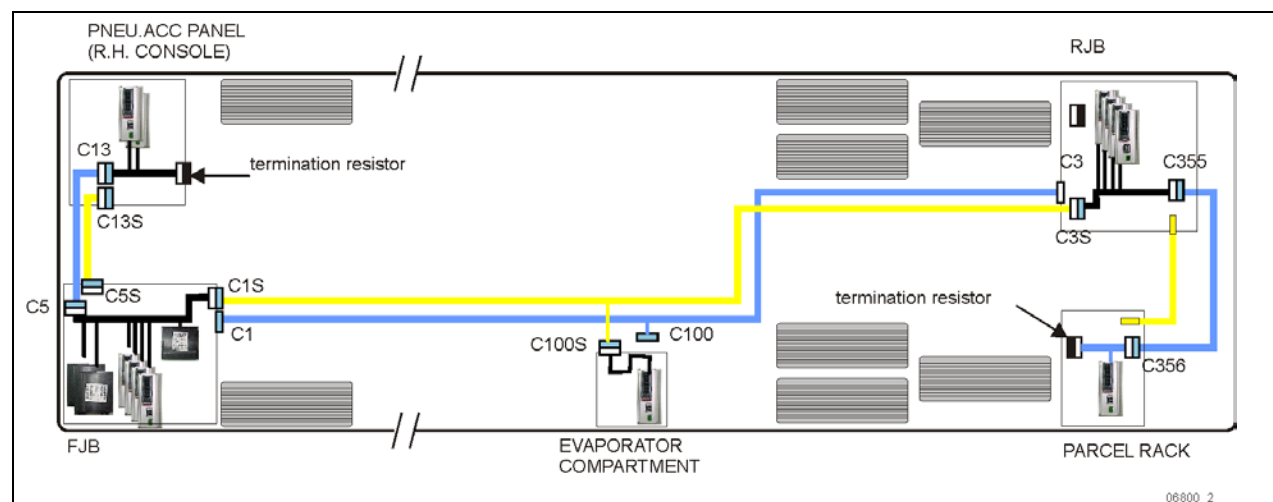 PNEU.ACC PANEL
(R.H. CONSOLE)
RJB
C13
termination resistor
C3
C355
C13S
C3S
C5
C5S
C1S
C1
C100S
C100
termination resistor
C356
FJB
EVAPORATOR
COMPARTMENT
PARCEL RACK
06800_2